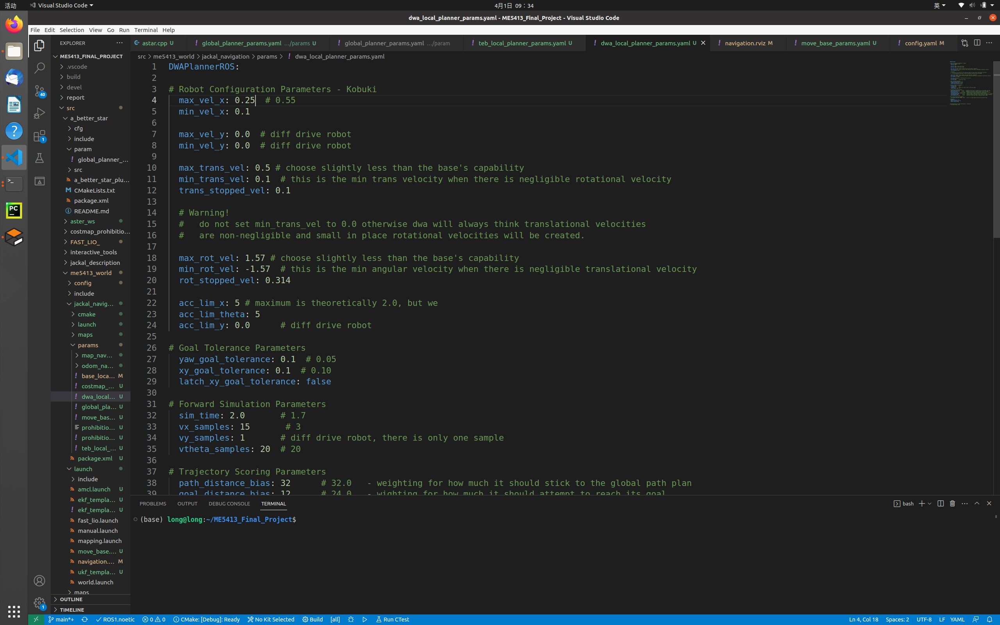 活动
Visual Studio Code
4月1日 09：34
英
dwa_local_planner_params.yaml - ME5413_Final_Project - Visual Studio Code
File Edit Selection View Go Run Terminal Help
EXPLORER
ME5413_FINAL_PROJECT
.vscode
build
devel
report
src
a_better_star
cfg
include
param
global_planner_...
src
a_better_star_plu...
CMakeLists.txt
package.xml
README.md
aster_ws
costmap_prohibitio...
FAST_LIO_
interactive_tools
jackal_description
me5413_world
config
include
jackal_navig...
cmake
launch
maps
params
map_nav...
odom_na...
base_loca... M
costmap_... U
dwa_local... U
global_pla... U
move_bas... U
prohibitio... U
prohibitio... U
teb_local_... U
package.xml U
launch
include
amcl.launch U
ekf_templa... U
ekf_templa... U
fast_lio.launch
manual.launch
mapping.launch
move_base.... U
navigation.... M
ukf_templa... U
world.launch
maps
OUTLINE
TIMELINE
40
1
PC
1
astar.cpp U
global_planner_params.yaml .../params U
global_planner_params.yaml .../param
teb_local_planner_params.yaml U
dwa_local_planner_params.yaml U
navigation.rviz M
move_base_params.yaml U
config.yaml M
src > me5413_world > jackal_navigation > params > ! dwa_local_planner_params.yaml
1 DWAPlannerROS:
2
3 # Robot Configuration Parameters - Kobuki
4 max_vel_x: 0.25 # 0.55
5 min_vel_x: 0.1
6
7 max_vel_y: 0.0 # diff drive robot
8 min_vel_y: 0.0 # diff drive robot
9
10 max_trans_vel: 0.5 # choose slightly less than the base's capability
11 min_trans_vel: 0.1 # this is the min trans velocity when there is negligible rotational velocity
12 trans_stopped_vel: 0.1
13
14 # Warning!
15 # do not set min_trans_vel to 0.0 otherwise dwa will always think translational velocities
16 # are non-negligible and small in place rotational velocities will be created.
17
18 max_rot_vel: 1.57 # choose slightly less than the base's capability
19 min_rot_vel: -1.57 # this is the min angular velocity when there is negligible translational velocity
20 rot_stopped_vel: 0.314
21
22 acc_lim_x: 5 # maximum is theoretically 2.0, but we
23 acc_lim_theta: 5
24 acc_lim_y: 0.0 # diff drive robot
25
26 # Goal Tolerance Parameters
27 yaw_goal_tolerance: 0.1 # 0.05
28 xy_goal_tolerance: 0.1 # 0.10
29 latch_xy_goal_tolerance: false
30
31 # Forward Simulation Parameters
32 sim_time: 2.0 # 1.7
33 vx_samples: 15 # 3
34 vy_samples: 1 # diff drive robot, there is only one sample
35 vtheta_samples: 20 # 20
36
37 # Trajectory Scoring Parameters
38 path_distance_bias: 32 # 32.0 - weighting for how much it should stick to the global path plan
39 goal_distance_bias: 12 # 24.0 - wighting for how much it should attempt to reach its goal
PROBLEMS OUTPUT DEBUG CONSOLE TERMINAL
bash
(base) long@long:~/ME5413_Final_Project$
main*+ ROS1.noetic 0 0 CMake: [Debug]: Ready No Kit Selected Build [all] Run CTest
Ln 4, Col 18 Spaces: 2 UTF-8 LF YAML